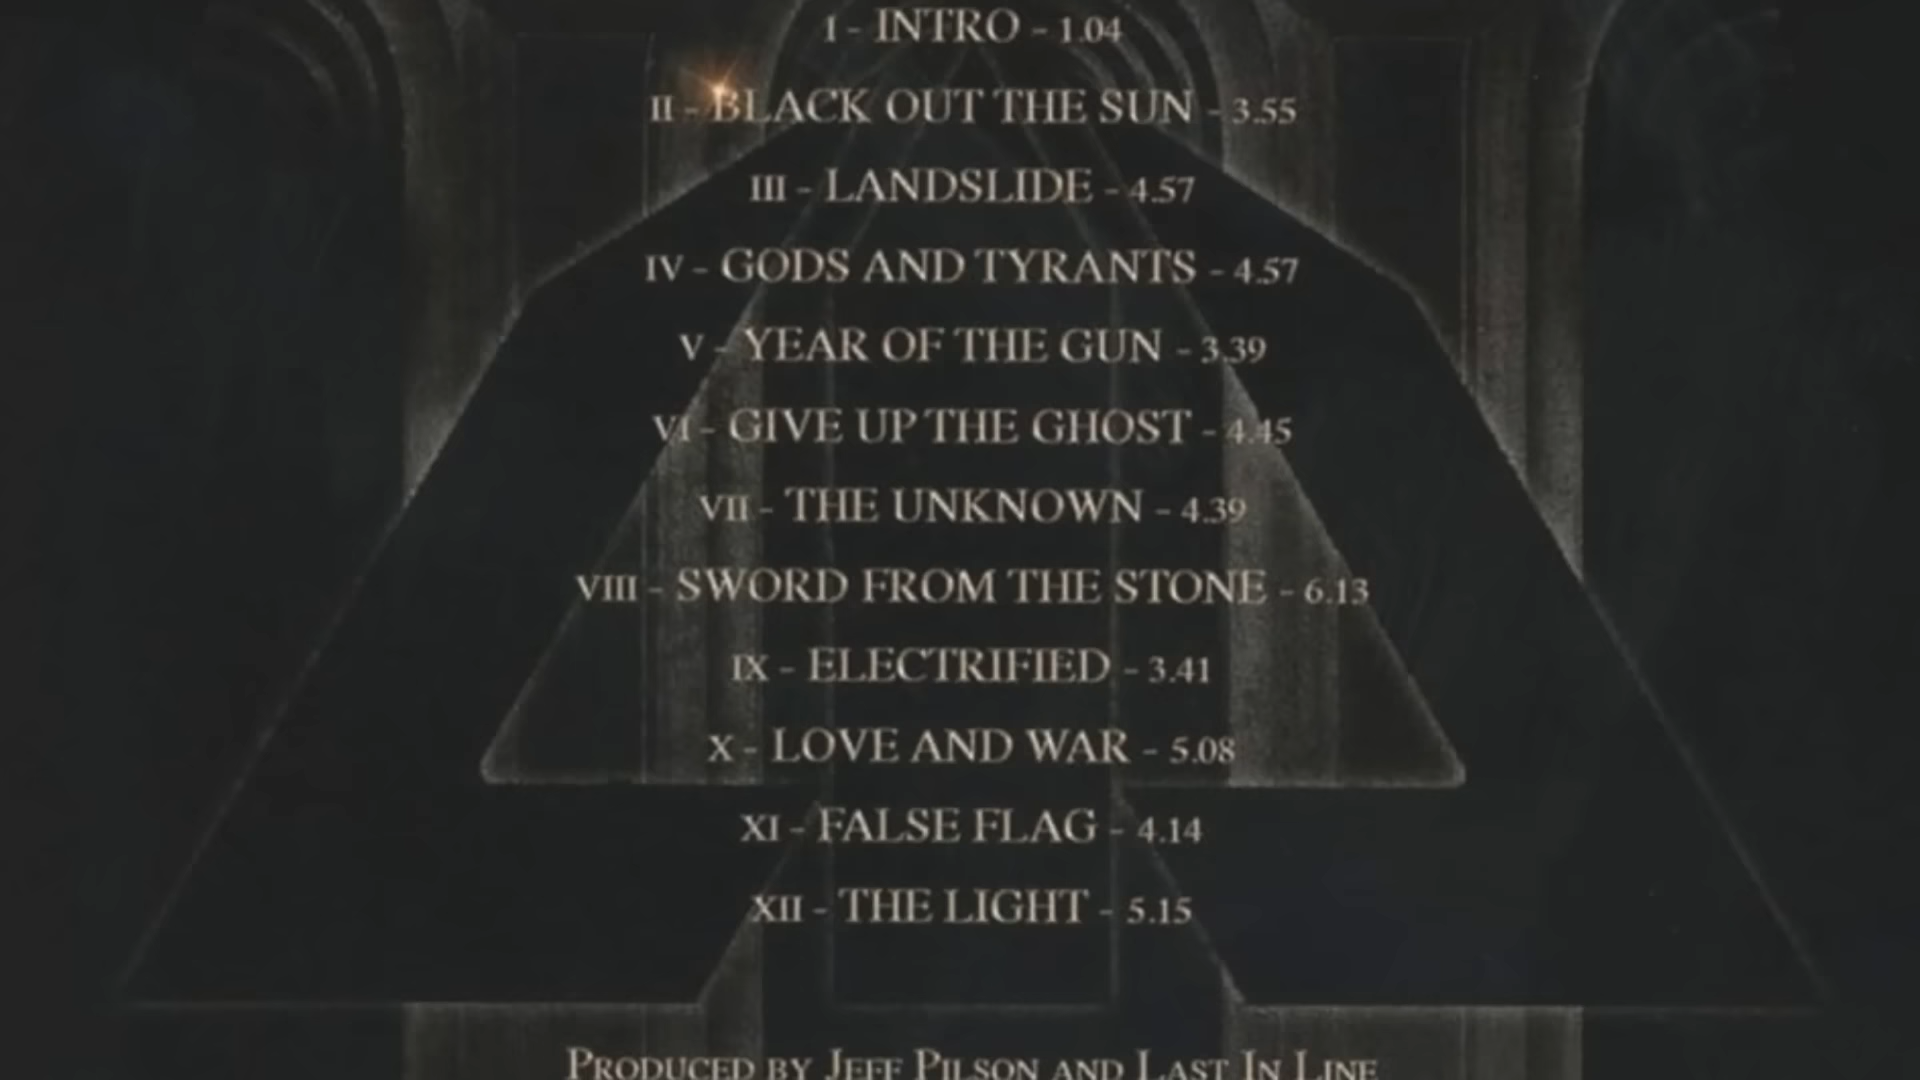 I - INTRO - 1.04
II - BLACK OUT THE SUN - 3.55
III - LANDSLIDE - 4.57
IV - GODS AND TYRANTS - 4.57
V - YEAR OF THE GUN - 3.39
VI - GIVE UP THE GHOST - 4.45
VII - THE UNKNOWN - 4.39
VIII - SWORD FROM THE STONE - 6.13
IX - ELECTRIFIED - 3.41
X - LOVE AND WAR - 5.08
XI - FALSE FLAG - 4.14
XII - THE LIGHT - 5.15
PRODUCED BY JEFF PILSON AND LAST IN LINE